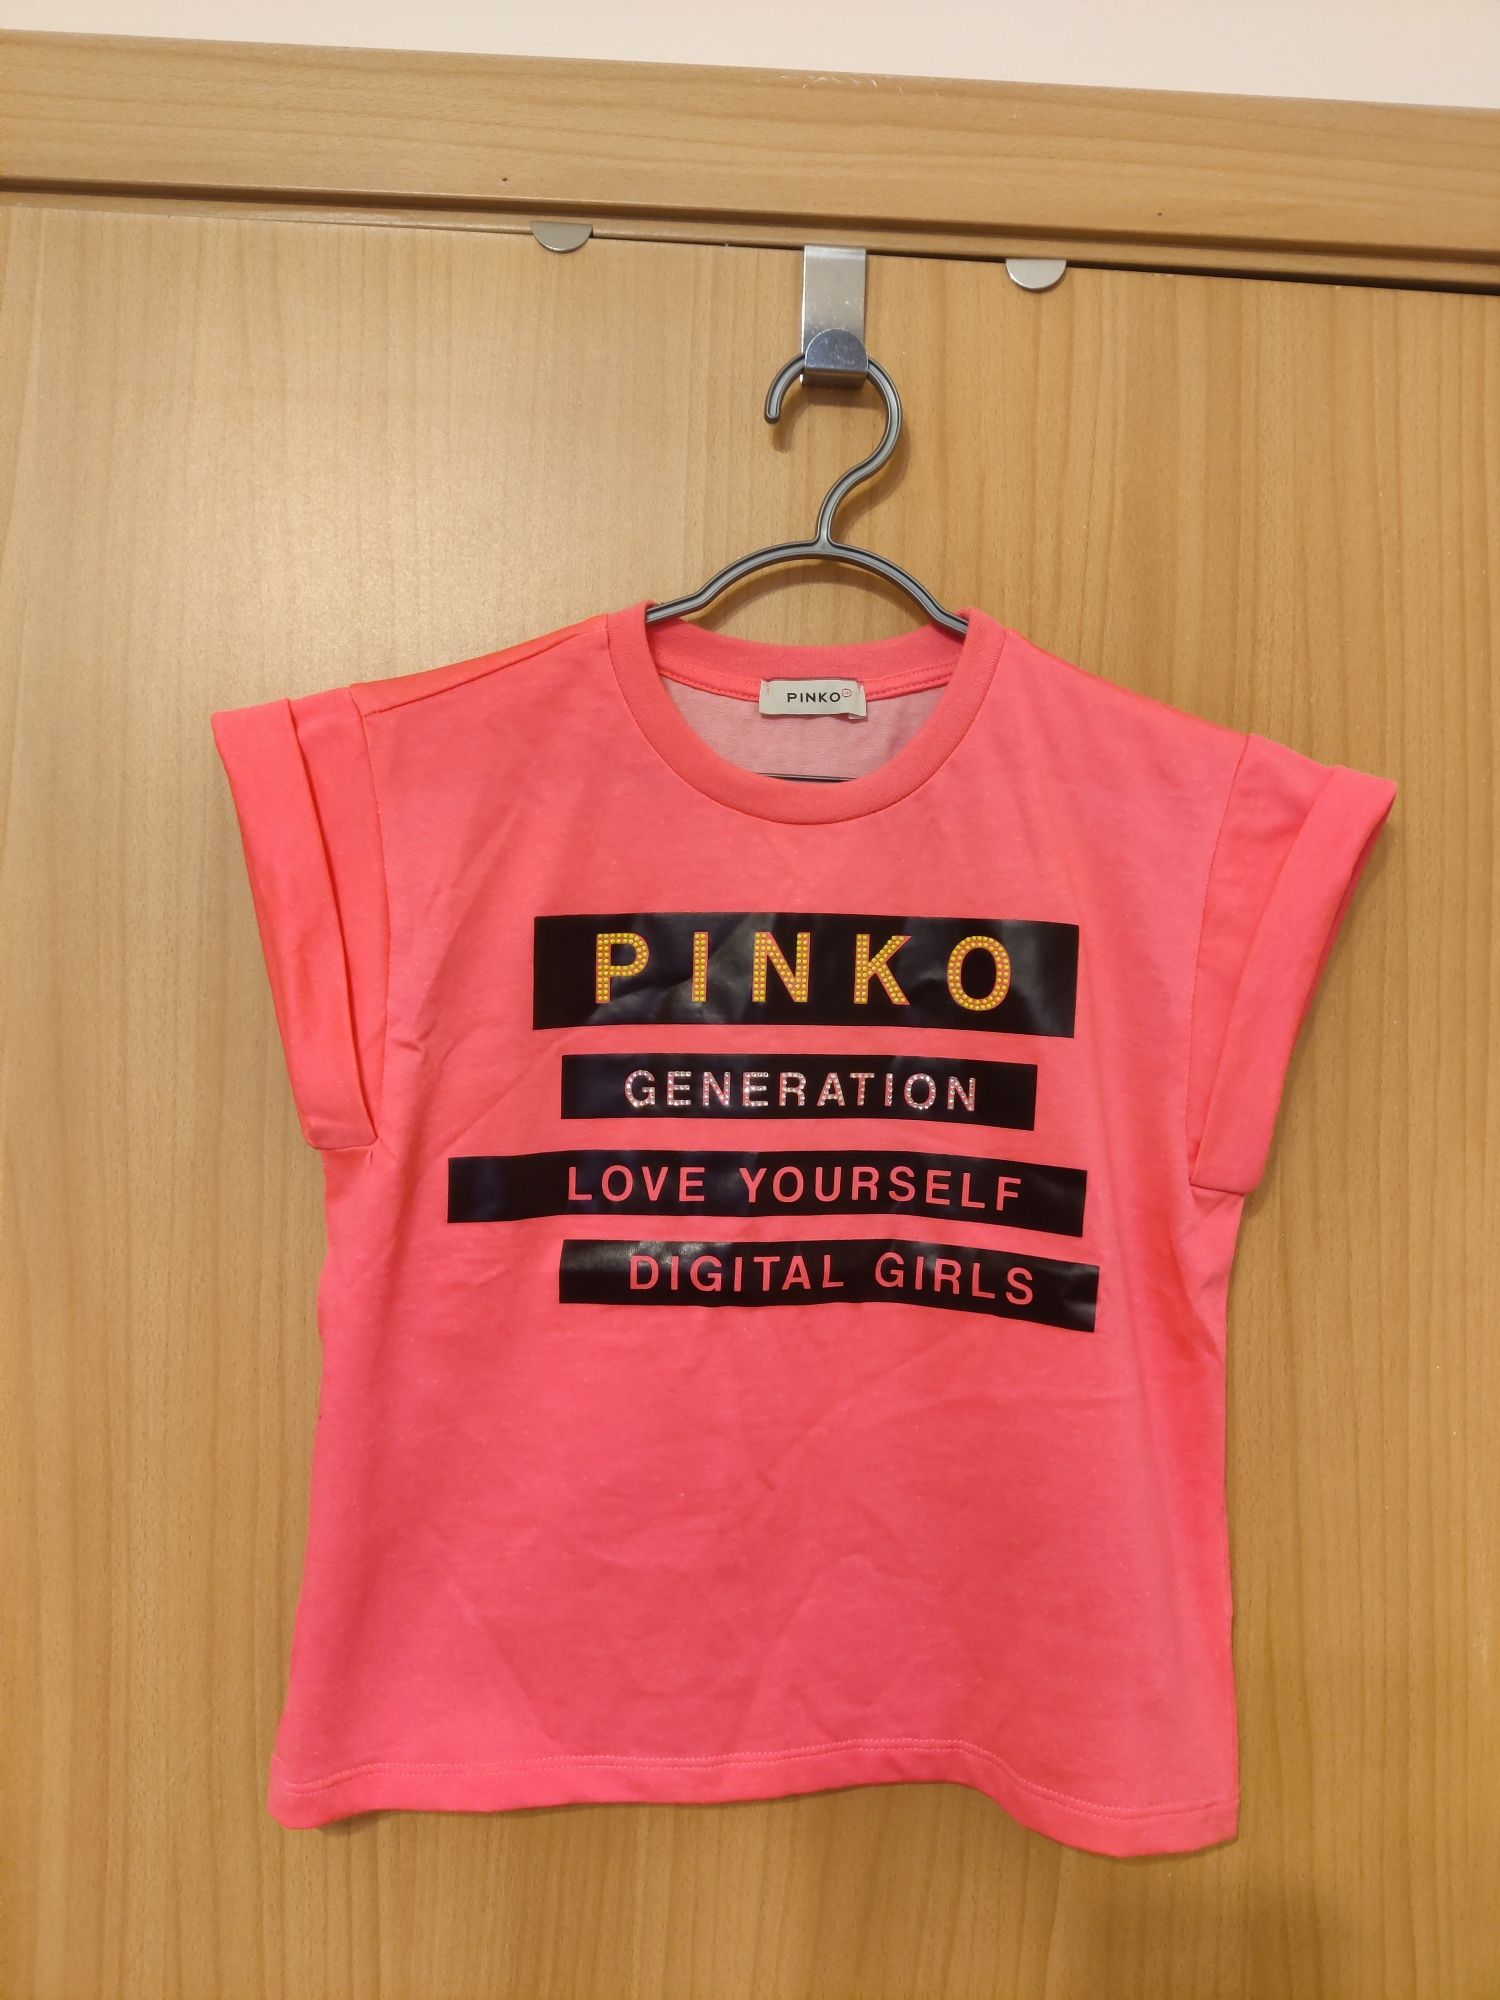 PINKO
PINKO
GENERATION
LOVE YOURSELF
DIGITAL GIRLS